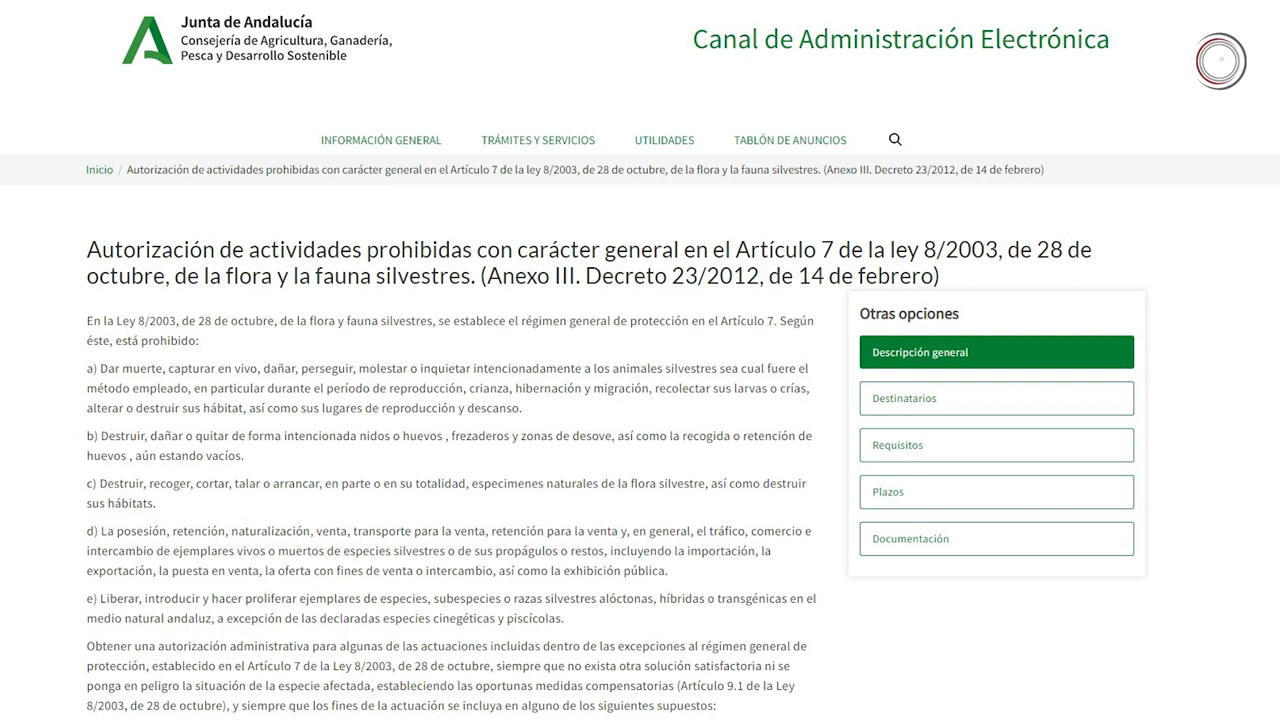 Junta de Andalucía
Consejería de Agricultura, Ganadería,
Pesca y Desarrollo Sostenible
Canal de Administración Electrónica
INFORMACIÓN GENERAL
TRÁMITES Y SERVICIOS
UTILIDADES
TABLÓN DE ANUNCIOS
Inicio / Autorización de actividades prohibidas con carácter general en el Artículo 7 de la ley 8/2003, de 28 de octubre, de la flora y la fauna silvestres. (Anexo III. Decreto 23/2012, de 14 de febrero)
Autorización de actividades prohibidas con carácter general en el Artículo 7 de la ley 8/2003, de 28 de
octubre, de la flora y la fauna silvestres. (Anexo III. Decreto 23/2012, de 14 de febrero)
En la Ley 8/2003, de 28 de octubre, de la flora y fauna silvestres, se establece el régimen general de protección en el Artículo 7. Según
éste, está prohibido:
a) Dar muerte, capturar en vivo, dañar, perseguir, molestar o inquietar intencionadamente a los animales silvestres sea cual fuere el
método empleado, en particular durante el período de reproducción, crianza, hibernación y migración, recolectar sus larvas o crías,
alterar o destruir sus hábitat, así como sus lugares de reproducción y descanso.
b) Destruir, dañar o quitar de forma intencionada nidos o huevos , frezaderos y zonas de desove, así como la recogida o retención de
huevos , aún estando vacíos.
c) Destruir, recoger, cortar, talar o arrancar, en parte o en su totalidad, especimenes naturales de la flora silvestre, así como destruir
sus hábitats.
d) La posesión, retención, naturalización, venta, transporte para la venta, retención para la venta y, en general, el tráfico, comercio e
intercambio de ejemplares vivos o muertos de especies silvestres o de sus propágulos o restos, incluyendo la importación, la
exportación, la puesta en venta, la oferta con fines de venta o intercambio, así como la exhibición pública.
e) Liberar, introducir y hacer proliferar ejemplares de especies, subespecies o razas silvestres alóctonas, híbridas o transgénicas en el
medio natural andaluz, a excepción de las declaradas especies cinegéticas y piscícolas.
Obtener una autorización administrativa para algunas de las actuaciones incluidas dentro de las excepciones al régimen general de
protección, establecido en el Artículo 7 de la Ley 8/2003, de 28 de octubre, siempre que no exista otra solución satisfactoria ni se
ponga en peligro la situación de la especie afectada, estableciendo las oportunas medidas compensatorias (Artículo 9.1 de la Ley
8/2003, de 28 de octubre), y siempre que los fines de la actuación se incluya en alguno de los siguientes supuestos:
Otras opciones
Descripción general
Destinatarios
Requisitos
Plazos
Documentación